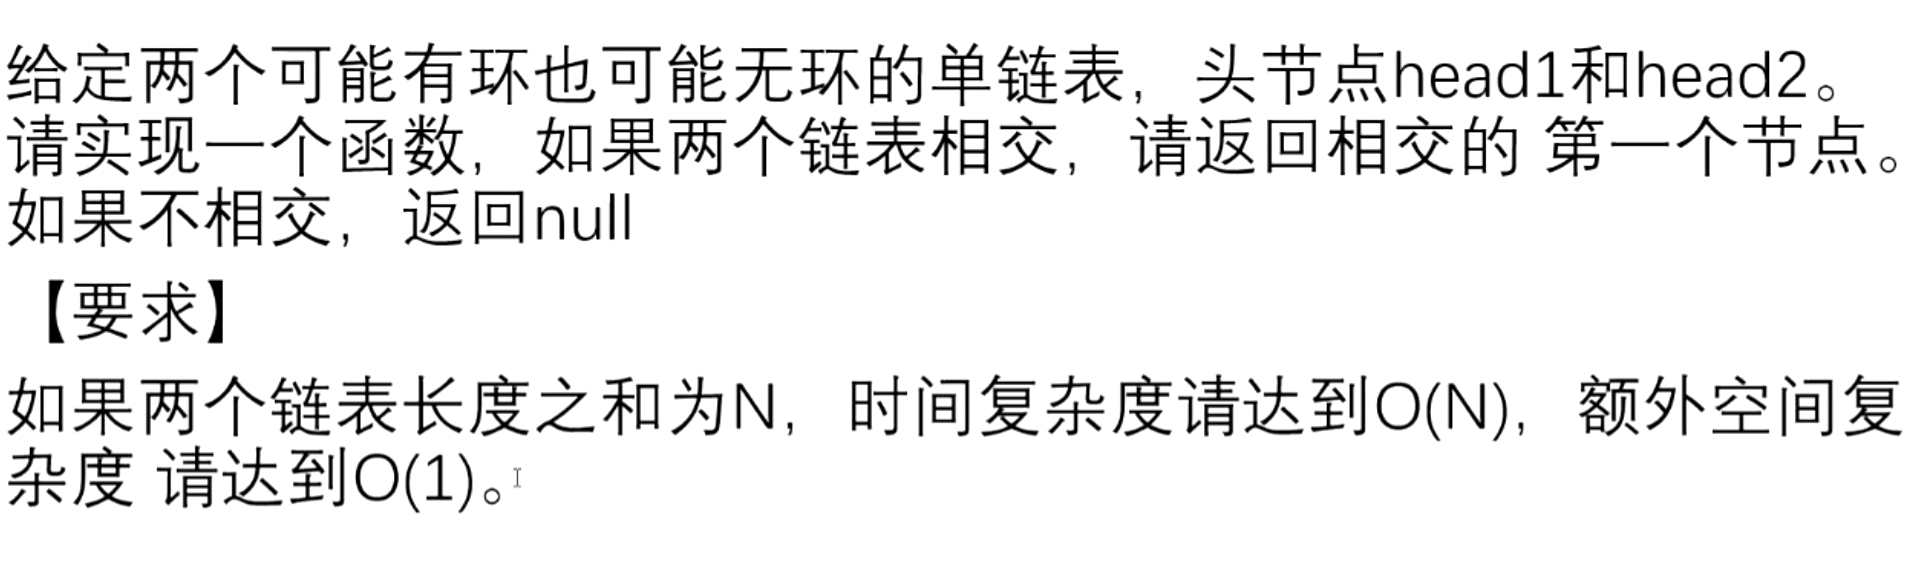 给定两个可能有环也可能无环的单链表，头节点head1和head2。
请实现一个函数，如果两个链表相交，请返回相交的 第一个节点。
如果不相交，返回null
【要求】
如果两个链表长度之和为N，时间复杂度请达到O(N)，额外空间复
杂度 请达到O(1)。